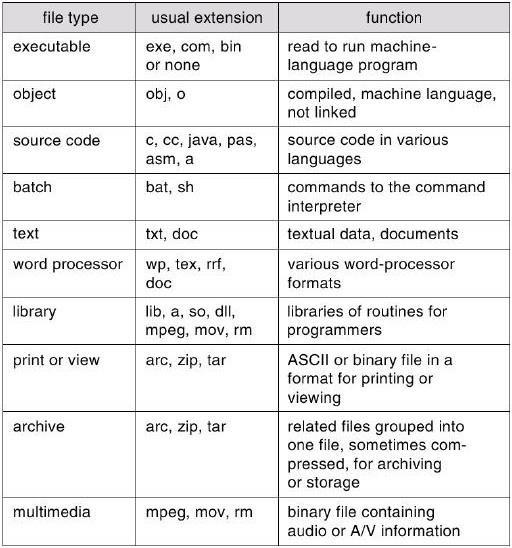 file type usual extension function
executable exe, com, bin read to run machine-
or none language program
object obj, o compiled, machine language,
not linked
source code c, cc, java, pas, source code in various
asm, a languages
batch bat, sh commands to the command
interpreter
text txt, doc textual data, documents
word processor wp, tex, rrf, various word-processor
doc formats
library lib, a, so, dll, libraries of routines for
mpeg, mov, rm programmers
print or view arc, zip, tar ASCII or binary file in a
format for printing or
viewing
archive arc, zip, tar related files grouped into
one file, sometimes com-
pressed, for archiving
or storage
multimedia mpeg, mov, rm binary file containing
audio or A/V information